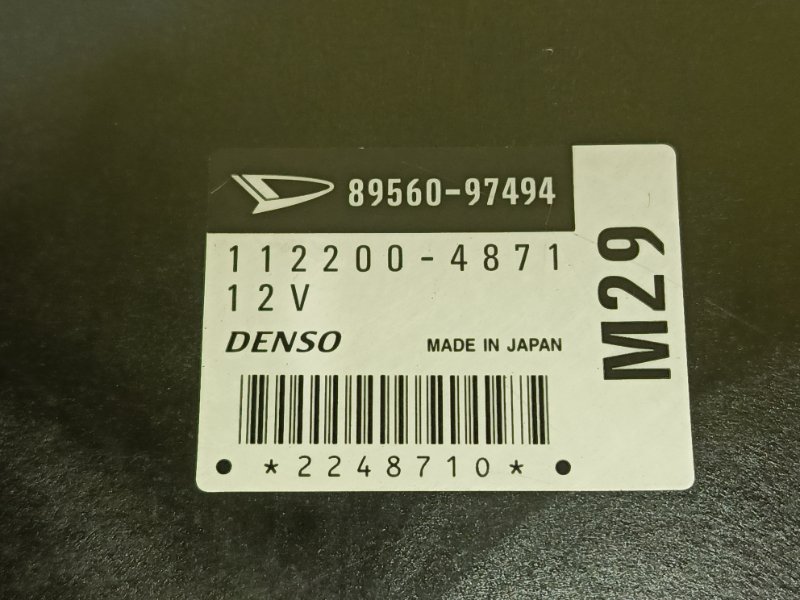 89560-97494
112200-4871
12V
DENSO MADE IN JAPAN
*2248710*
M29